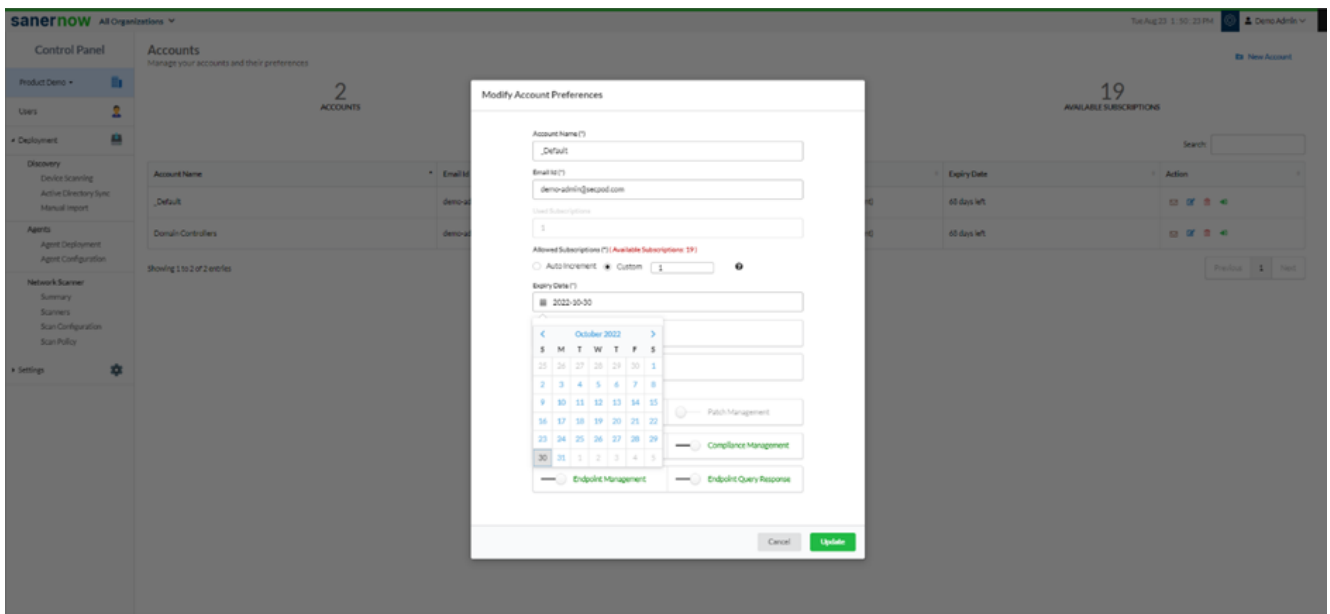 sanernow All Organizations
Tue Aug 23 1:50:23 PM Demo Admin
Control Panel
Product Demo
Users
Deployment
Discovery
Device Scanning
Active Directory Sync
Manual Import
Agents
Agent Deployment
Agent Configuration
Network Scanner
Summary
Scanners
Scan Configuration
Scan Policy
Settings
Accounts
Manage your accounts and their preferences
New Account
2
ACCOUNTS
19
AVAILABLE SUBSCRIPTIONS
Search:
Account Name Email Id Expiry Date Action
_Default demo-ad 68 days left
Domain Controllers demo-ad 68 days left
Showing 1 to 2 of 2 entries
Previous 1 Next
Modify Account Preferences
Account Name (*)
_Default
Email Id (*)
demo-admin@secpod.com
Used Subscriptions
0
Allowed Subscriptions (*) ( Available Subscriptions: 19 )
Auto Increment Custom 1
Expiry Date (*)
2022-10-30
October 2022
S M T W T F S
25 26 27 28 29 30 1
2 3 4 5 6 7 8
9 10 11 12 13 14 15
16 17 18 19 20 21 22
23 24 25 26 27 28 29
30 31 1 2 3 4 5
Patch Management
Compliance Management
Endpoint Management Endpoint Query Response
Cancel Update